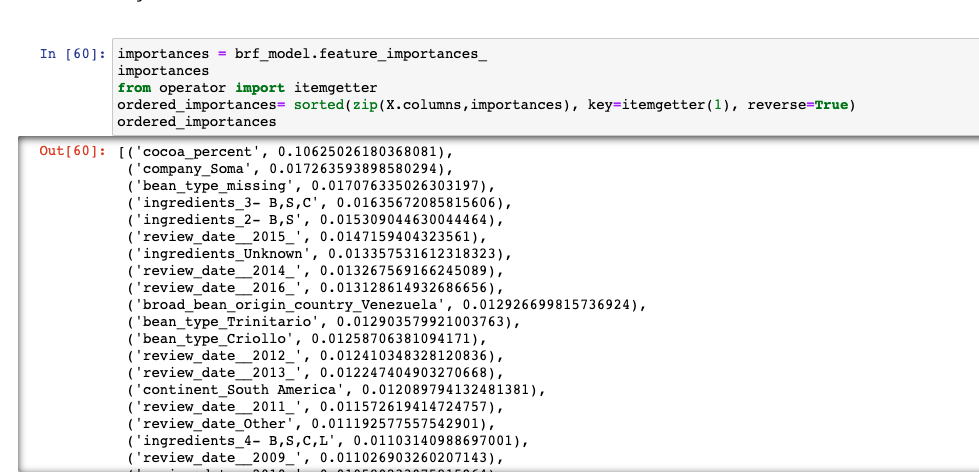 In [60]: importances = brf_model.feature_importances_
importances
from operator import itemgetter
ordered_importances= sorted(zip(X.columns,importances), key=itemgetter(1), reverse=True)
ordered_importances
Out[60]: [('cocoa_percent', 0.10625026180368081),
('company_Soma', 0.017263593898580294),
('bean_type_missing', 0.017076335026303197),
('ingredients_3- B,S,C', 0.01635672085815606),
('ingredients_2- B,S', 0.015309044630044464),
('review_date__2015_', 0.0147159404323561),
('ingredients_Unknown', 0.013357531612318323),
('review_date__2014_', 0.013267569166245089),
('review_date__2016_', 0.013128614932686656),
('broad_bean_origin_country_Venezuela', 0.012926699815736924),
('bean_type_Trinitario', 0.012903579921003763),
('bean_type_Criollo', 0.01258706381094171),
('review_date__2012_', 0.012410348328120836),
('review_date__2013_', 0.012247404903270668),
('continent_South America', 0.012089794132481381),
('review_date__2011_', 0.011572619414724757),
('review_date_Other', 0.011192577557542901),
('ingredients_4- B,S,C,L', 0.01103140988697001),
('review_date__2009_', 0.011026903260207143),